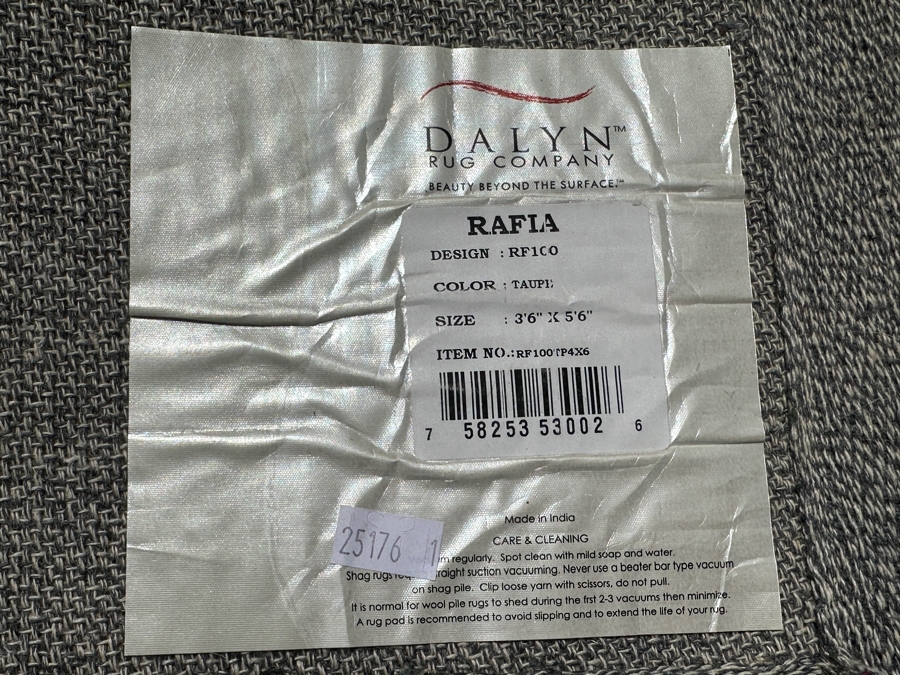 DALYN™
RUG COMPANY
BEAUTY BEYOND THE SURFACE.™
RAFIA
DESIGN : RF100
COLOR : TAUPE
SIZE : 3'6" X 5'6"
ITEM NO.:RF100TP4X6
7 58253 53002 6
Made in India
CARE & CLEANING
25176 1
m regularly. Spot clean with mild soap and water.
Shag rugs raight suction vacuuming. Never use a beater bar type vacuum
on shag pile. Clip loose yarn with scissors, do not pull.
It is normal for wool pile rugs to shed during the frst 2-3 vacuums then minimize.
A rug pad is recommended to avoid slipping and to extend the life of your rug.